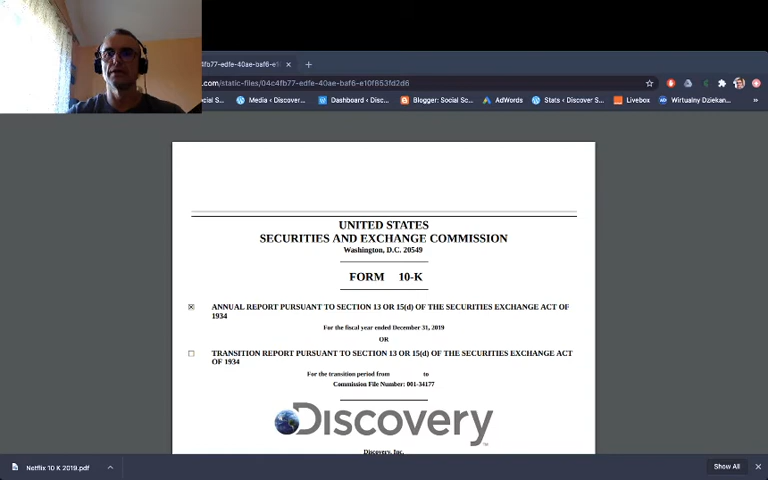 4fb77-edfe-40ae-baf6-e1
.com/static-files/04c4fb77-edfe-40ae-baf6-e10f853fd2d6
cial S...
Media ‹ Discover...
Dashboard ‹ Disc...
Blogger: Social Sc...
AdWords
Stats ‹ Discover S...
Livebox
Wirtualny Dziekan...
UNITED STATES
SECURITIES AND EXCHANGE COMMISSION
Washington, D.C. 20549
FORM 10-K
ANNUAL REPORT PURSUANT TO SECTION 13 OR 15(d) OF THE SECURITIES EXCHANGE ACT OF
1934
For the fiscal year ended December 31, 2019
OR
TRANSITION REPORT PURSUANT TO SECTION 13 OR 15(d) OF THE SECURITIES EXCHANGE ACT
OF 1934
For the transition period from to
Commission File Number: 001-34177
Discovery
Discovery, Inc.
Netflix 10 K 2019.pdf
Show All